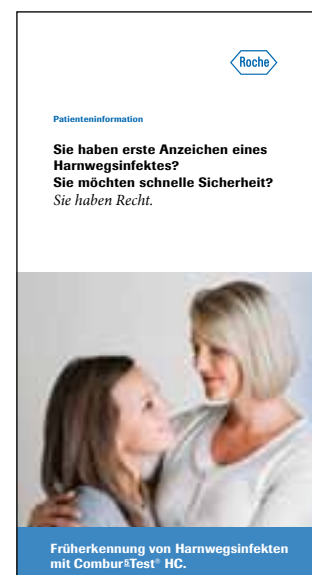 Roche
Patienteninformation
Sie haben erste Anzeichen eines
Harnwegsinfektes?
Sie möchten schnelle Sicherheit?
Sie haben Recht.
Früherkennung von Harnwegsinfekten
mit Combur⁵Test® HC.